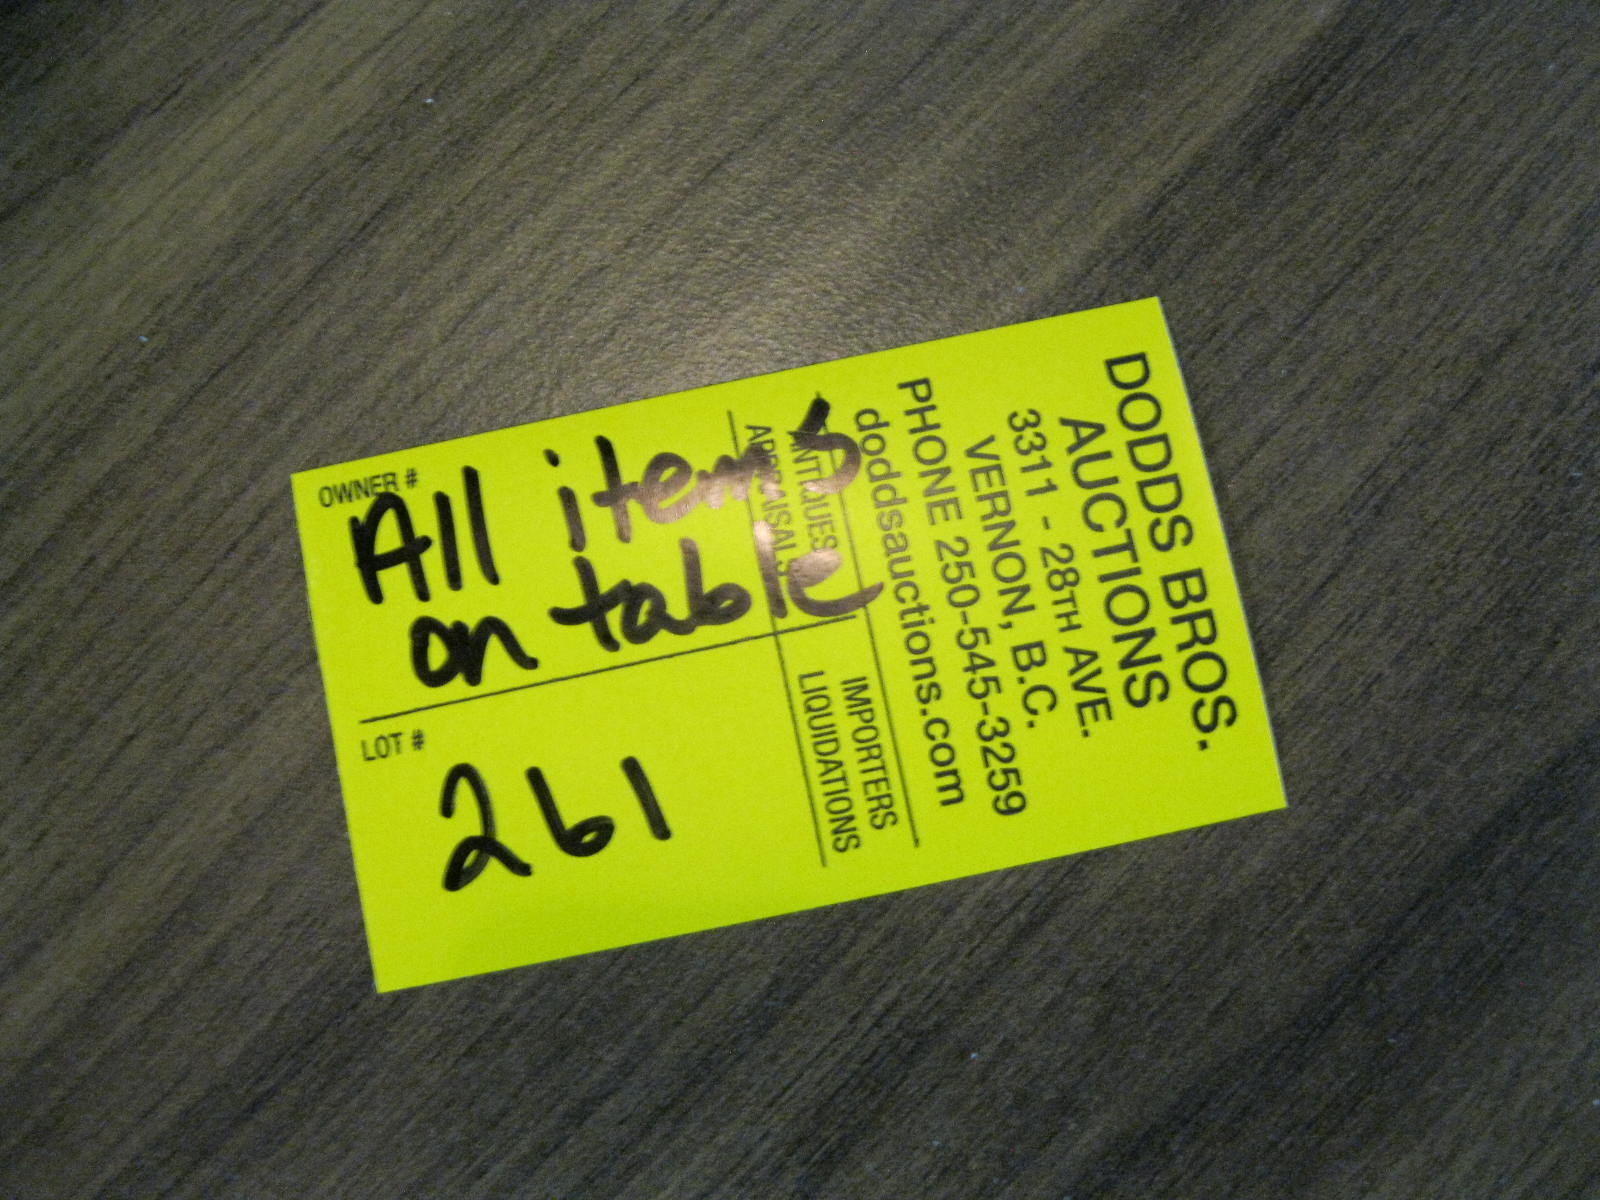 DODDS BROS.
AUCTIONS
3311 - 28TH AVE.
VERNON, B.C.
PHONE 250-545-3259
doddsauctions.com
ANTIQUES
IMPORTERS
APPRAISALS
LIQUIDATIONS
OWNER #
All items
on table
LOT #
261